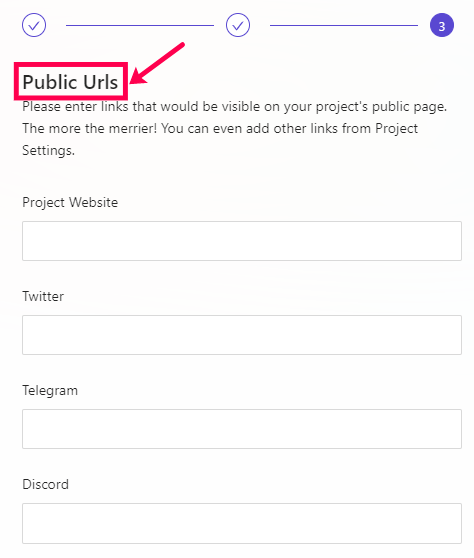 3
Public Urls
Please enter links that would be visible on your project's public page.
The more the merrier! You can even add other links from Project
Settings.
Project Website
Twitter
Telegram
Discord